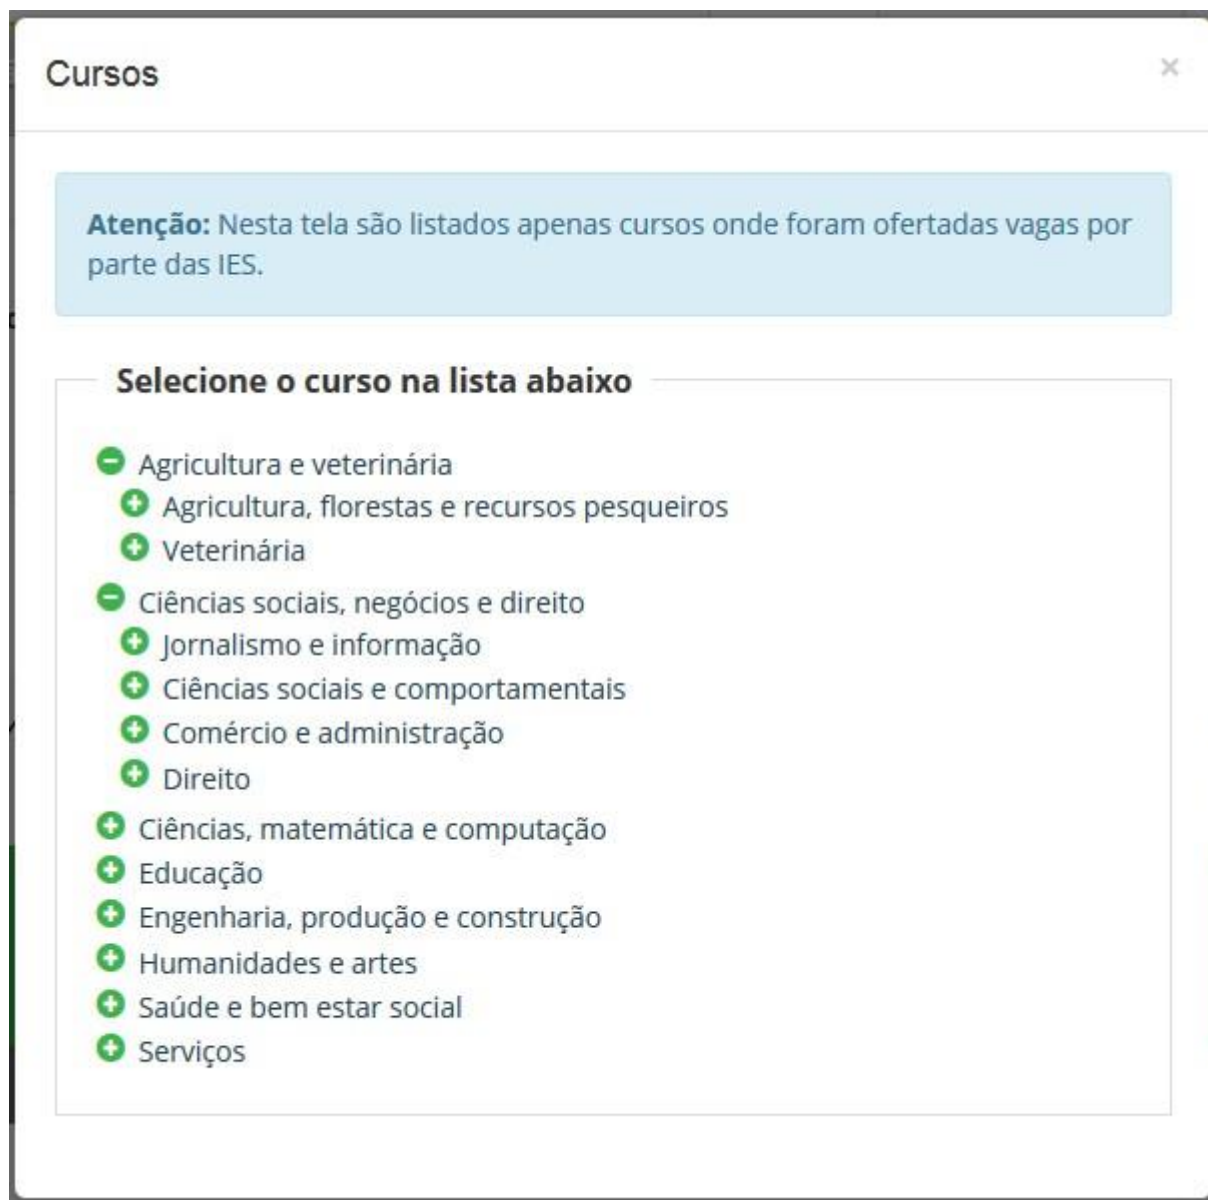 Cursos
Atenção: Nesta tela são listados apenas cursos onde foram ofertadas vagas por
parte das IES.
Selecione o curso na lista abaixo
Agricultura e veterinária
Agricultura, florestas e recursos pesqueiros
Veterinária
Ciências sociais, negócios e direito
Jornalismo e informação
Ciências sociais e comportamentais
Comércio e administração
Direito
Ciências, matemática e computação
Educação
Engenharia, produção e construção
Humanidades e artes
Saúde e bem estar social
Serviços